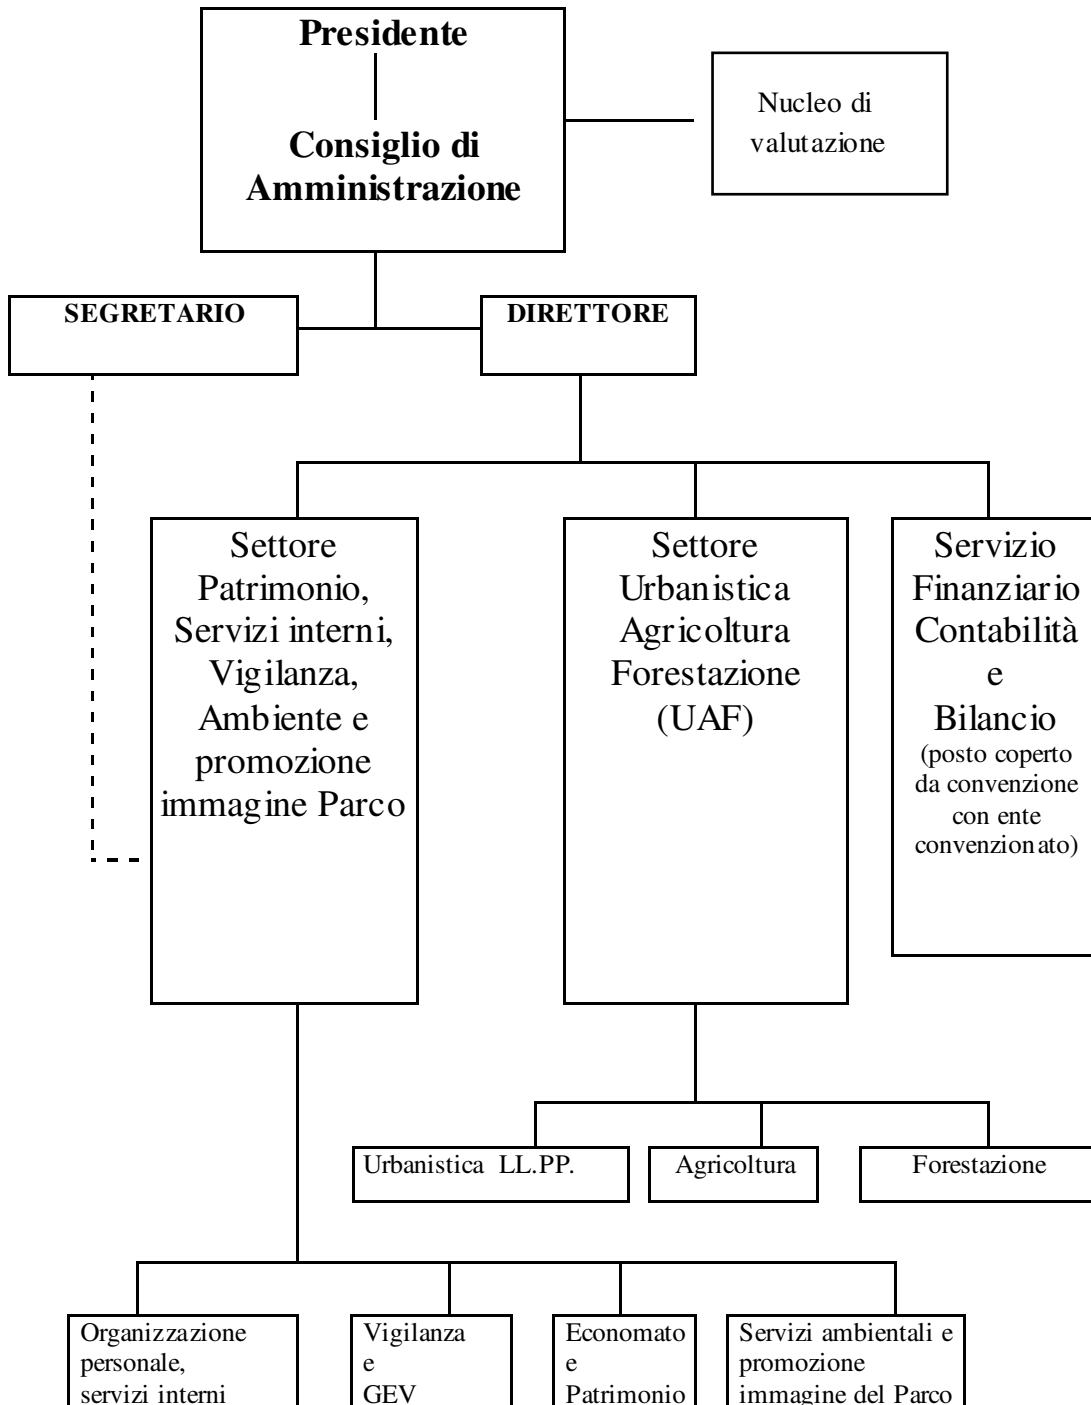 Presidente
Consiglio di
Amministrazione
Nucleo di
valutazione
SEGRETARIO
DIRETTORE
Settore
Patrimonio,
Servizi interni,
Vigilanza,
Ambiente e
promozione
immagine Parco
Settore
Urbanistica
Agricoltura
Forestazione
(UAF)
Servizio
Finanziario
Contabilità
e
Bilancio
(posto coperto
da convenzione
con ente
convenzionato)
Urbanistica LL.PP.
Agricoltura
Forestazione
Organizzazione
personale,
servizi interni
Vigilanza
e
GEV
Economato
e
Patrimonio
Servizi ambientali e
promozione
immagine del Parco